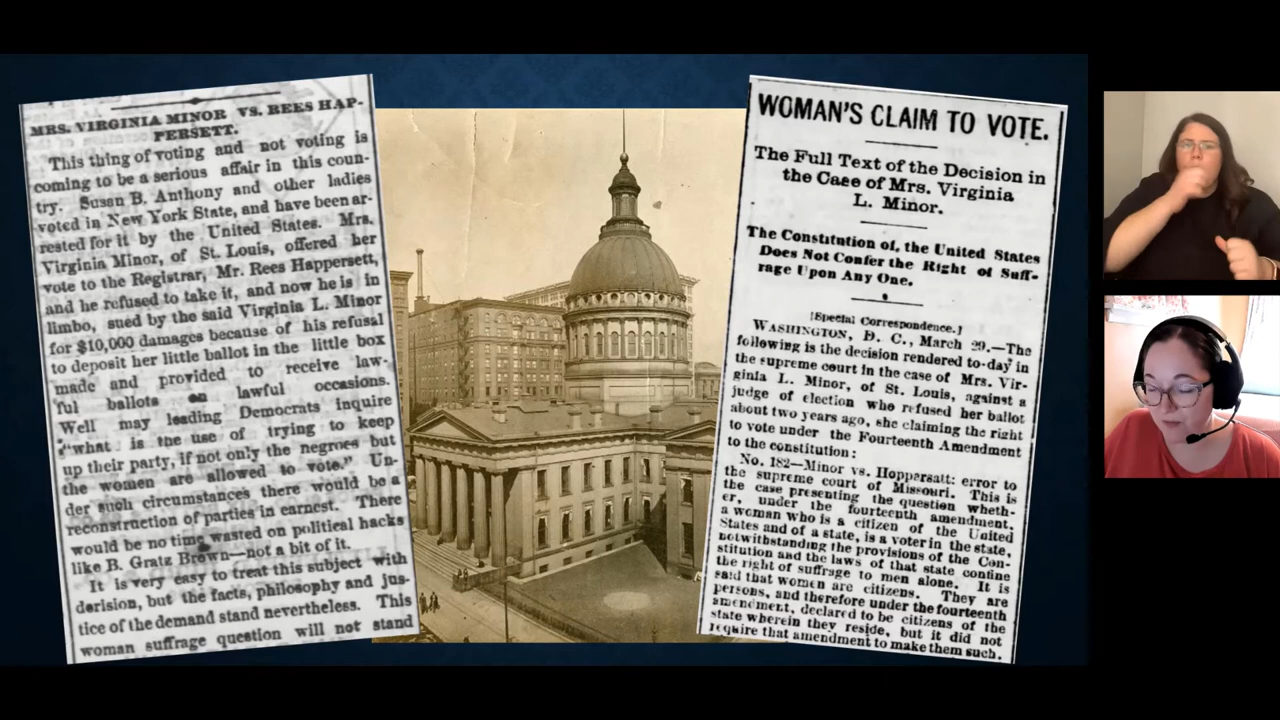 MRS. VIRGINIA MINOR VS. REES HAP-
PERSETT.
This thing of voting and not voting is
coming to be a serious affair in this coun-
try. Susan B. Anthony and other ladies
voted in New York State, and have been ar-
rested for it by the United States. Mrs.
Virginia Minor, of St. Louis, offered her
vote to the Registrar, Mr. Rees Happersett,
and he refused to take it, and now he is in
limbo, sued by the said Virginia L. Minor
for $10,000 damages because of his refusal
to deposit her little ballot in the little box
made and provided to receive law-
ful ballots on lawful occasions.
Well may leading Democrats inquire
"what is the use of trying to keep
up their party, if not only the negroes but
the women are allowed to vote." Un-
der such circumstances there would be a
reconstruction of parties in earnest. There
would be no time wasted on political hacks
like B. Gratz Brown—not a bit of it.
It is very easy to treat this subject with
derision, but the facts, philosophy and jus-
tice of the demand stand nevertheless. This
woman suffrage question will not stand
WOMAN'S CLAIM TO VOTE.
The Full Text of the Decision in
the Case of Mrs. Virginia
L. Minor.
The Constitution of, the United States
Does Not Confer the Right of Suff-
rage Upon Any One.
[Special Correspondence.]
WASHINGTON, D. C., March 29.—The
following is the decision rendered to-day in
the supreme court in the case of Mrs. Vir-
ginia L. Minor, of St. Louis, against a
judge of election who refused her ballot
about two years ago, she claiming the right
to vote under the Fourteenth Amendment
to the constitution:
No. 182—Minor vs. Hoppersatt: error to
the supreme court of Missouri. This is
the case presenting the question wheth-
er, under the fourteenth amendment,
a woman who is a citizen of the United
States and of a state, is a voter in the state,
notwithstanding the provisions of the Con-
stitution and the laws of that state confine
the right of suffrage to men alone. It is
said that women are citizens. They are
persons, and therefore under the fourteenth
amendment, declared to be citizens of the
state wherein they reside, but it did not
require that amendment to make them such.